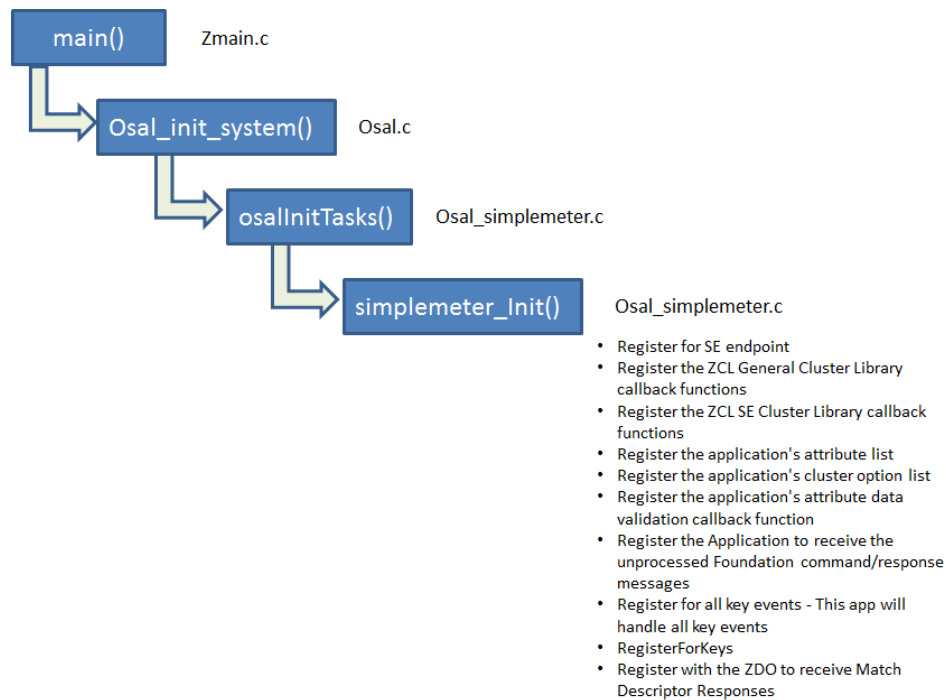 main()
Zmain.c
Osal_init_system()
Osal.c
osalInitTasks()
Osal_simplemeter.c
simplemeter_Init()
Osal_simplemeter.c
• Register for SE endpoint
• Register the ZCL General Cluster Library
callback functions
• Register the ZCL SE Cluster Library callback
functions
• Register the application's attribute list
• Register the application's cluster option list
• Register the application's attribute data
validation callback function
• Register the Application to receive the
unprocessed Foundation command/response
messages
• Register for all key events - This app will
handle all key events
• RegisterForKeys
• Register with the ZDO to receive Match
Descriptor Responses